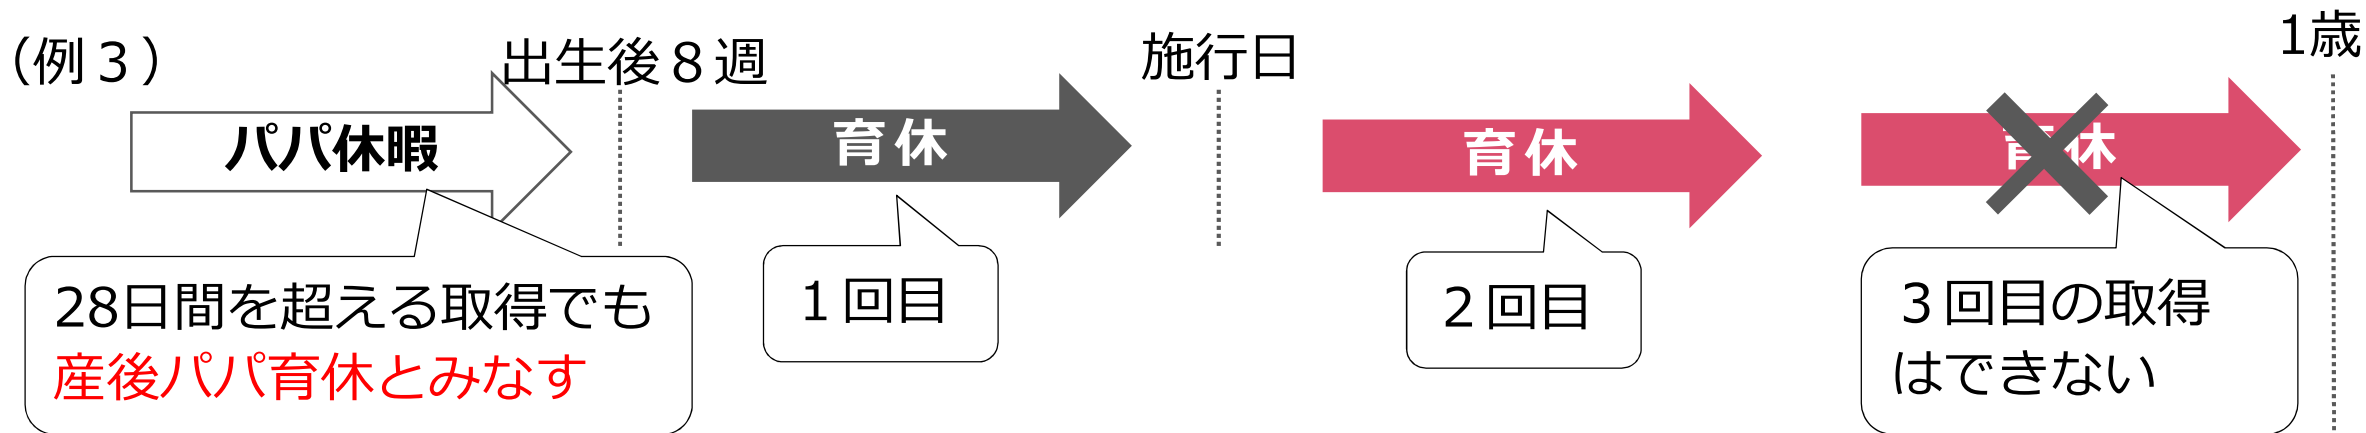 （例３）
出生後８週
施行日
1歳
パパ休暇
育休
育休
育休
28日間を超える取得でも
産後パパ育休とみなす
１回目
２回目
３回目の取得
はできない